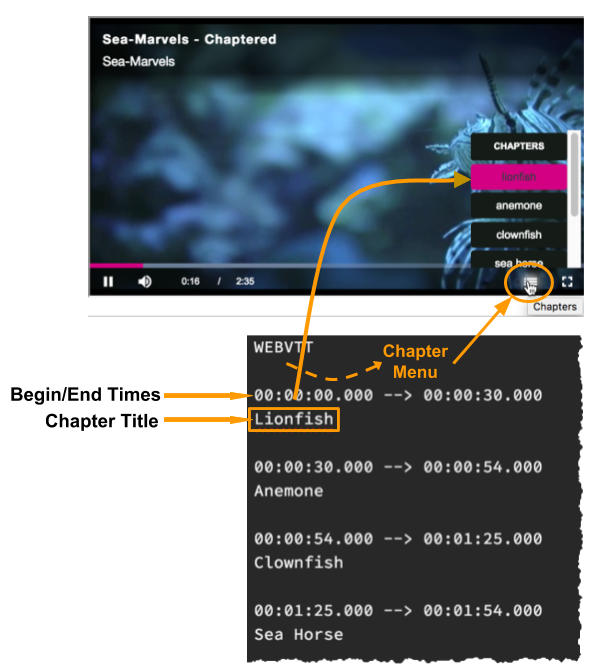 Sea-Marvels - Chaptered
Sea-Marvels
CHAPTERS
lionfish
anemone
clownfish
sea horse
0:16 / 2:35
Chapters
WEBVTT
Chapter
Menu
Begin/End Times
00:00:00.000 --> 00:00:30.000
Chapter Title
Lionfish
00:00:30.000 --> 00:00:54.000
Anemone
00:00:54.000 --> 00:01:25.000
Clownfish
00:01:25.000 --> 00:01:54.000
Sea Horse